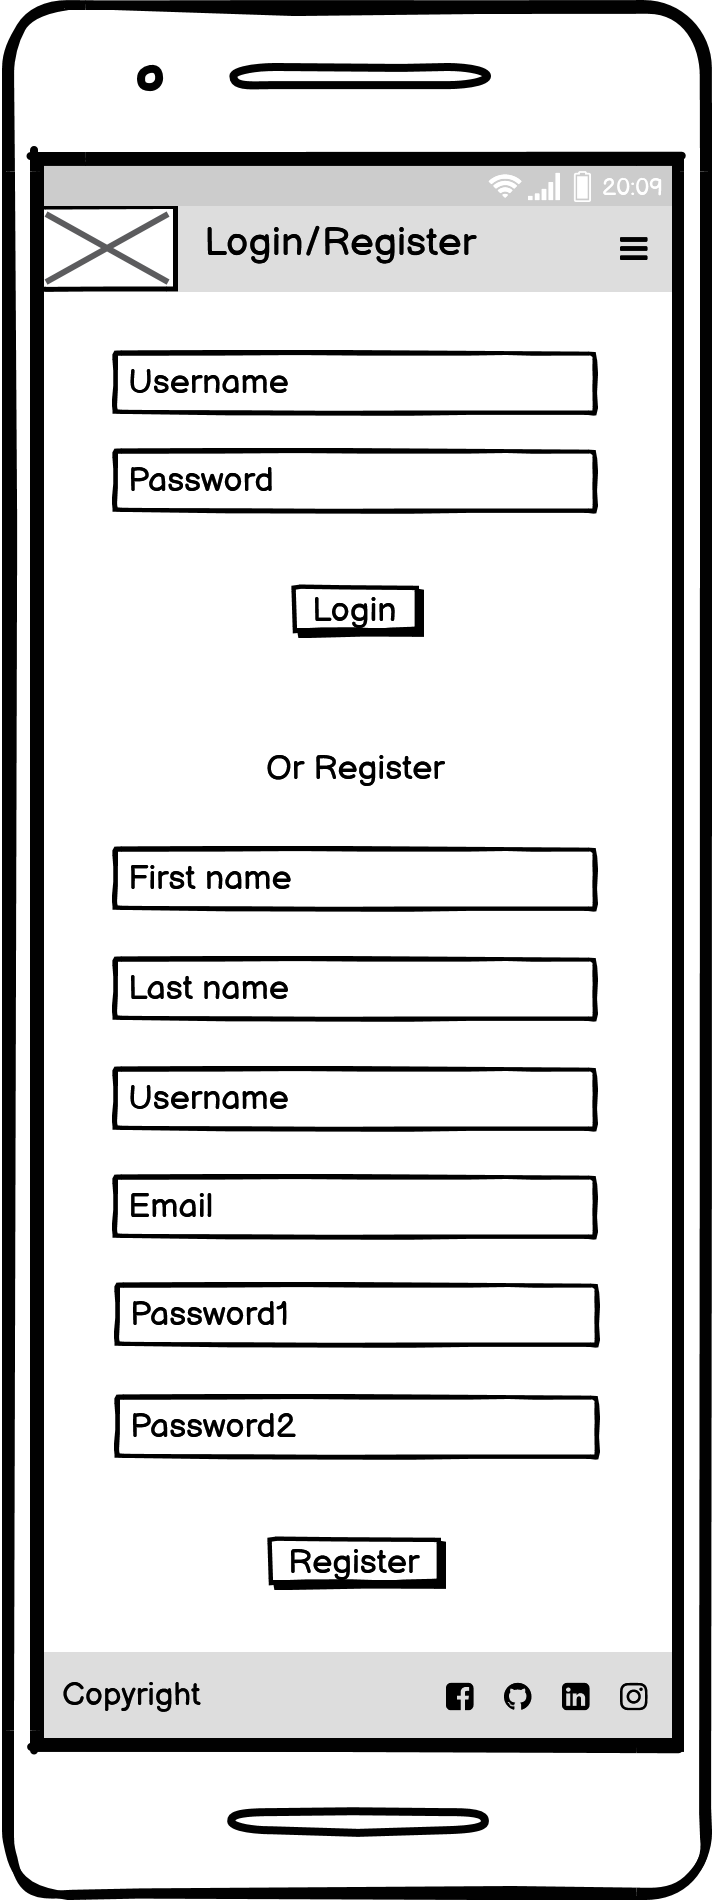 20:09
Login/Register
Username
Password
Login
Or Register
First name
Last name
Username
Email
Password1
Password2
Register
Copyright